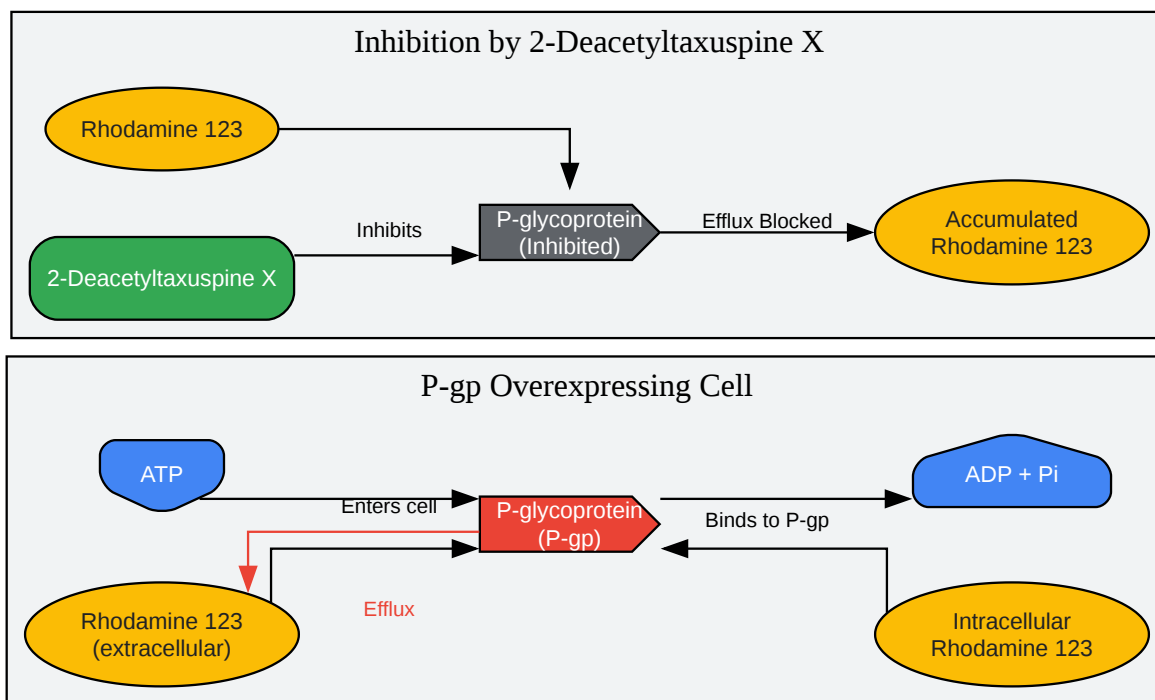 Inhibition by 2-Deacetyltaxuspine X
Rhodamine 123
2-Deacetyltaxuspine X
Inhibits
P-glycoprotein
(Inhibited)
Efflux Blocked
Accumulated
Rhodamine 123
P-gp Overexpressing Cell
ATP
Enters cell
P-glycoprotein
(P-gp)
Binds to P-gp
ADP + Pi
Rhodamine 123
(extracellular)
Efflux
Intracellular
Rhodamine 123